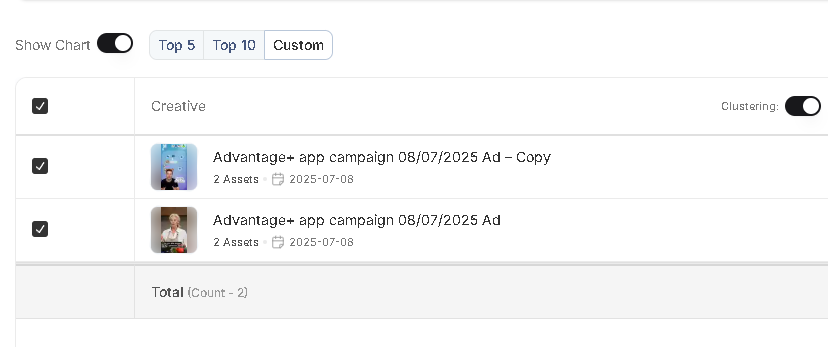 Show Chart Top 5 Top 10 Custom
Creative Clustering:
Advantage+ app campaign 08/07/2025 Ad – Copy
2 Assets 2025-07-08
Advantage+ app campaign 08/07/2025 Ad
2 Assets 2025-07-08
Total (Count - 2)